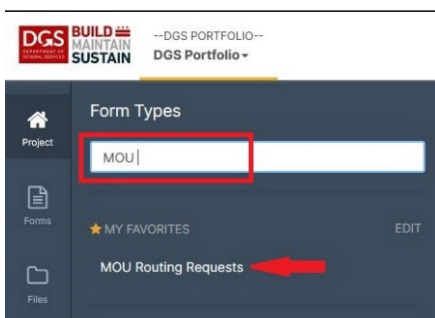 DGS
DEPARTMENT OF
GENERAL SERVICES
BUILD
MAINTAIN
SUSTAIN
--DGS PORTFOLIO--
DGS Portfolio
Project
Forms
Files
Form Types
MOU
MY FAVORITES
EDIT
MOU Routing Requests